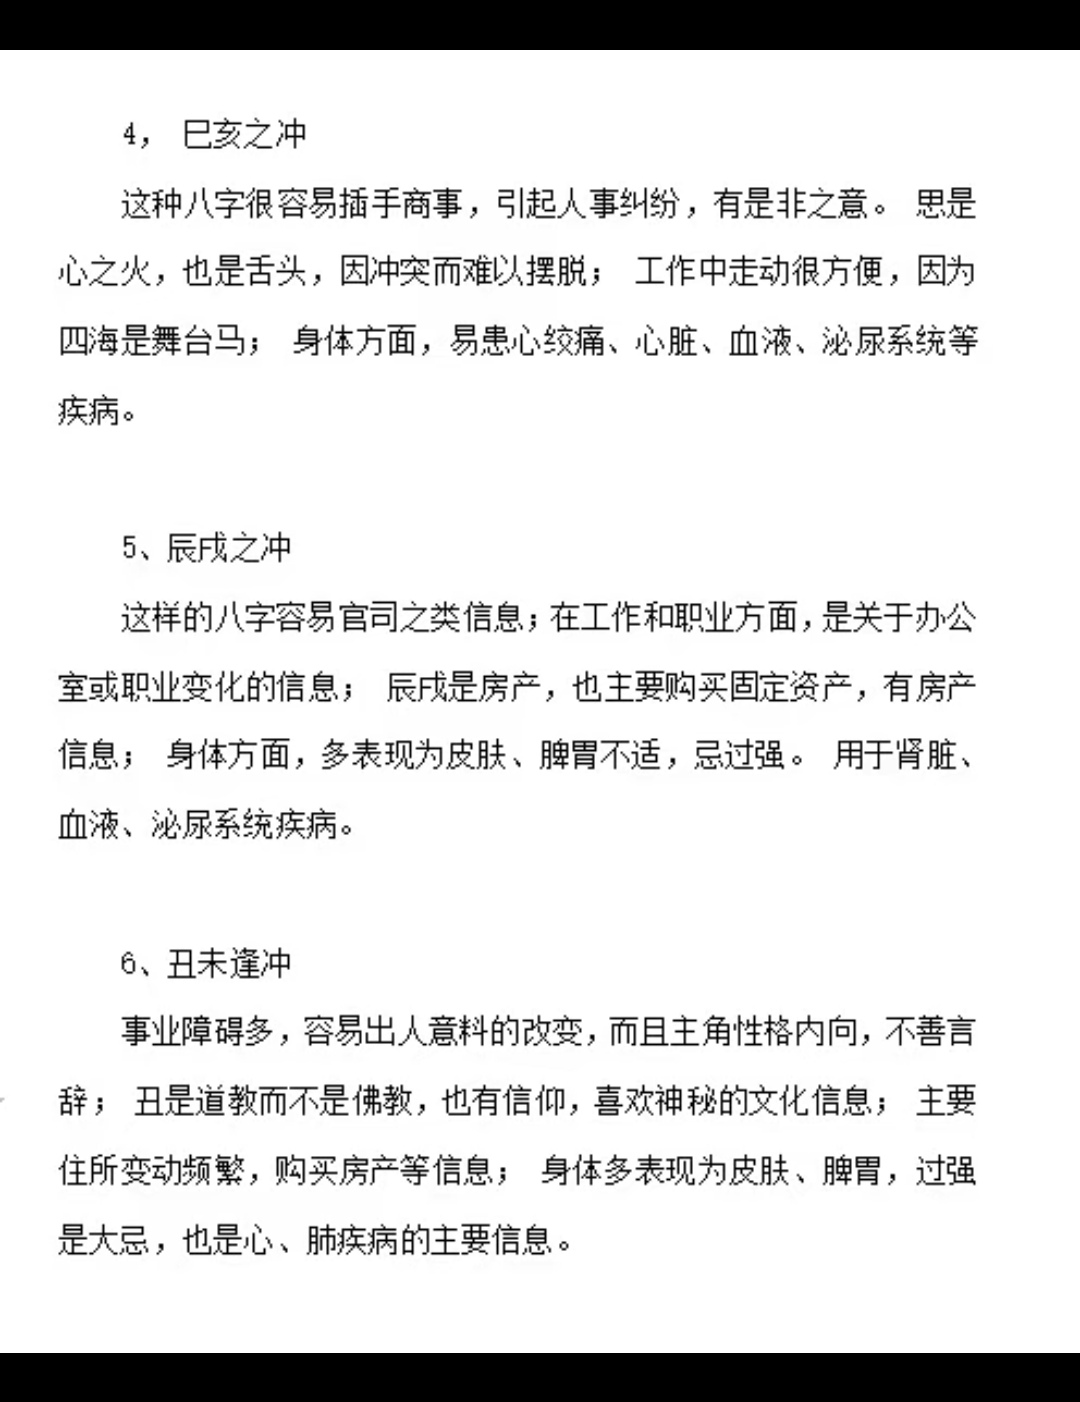 4， 巳亥之冲
这种八字很容易插手商事，引起人事纠纷，有是非之意。 思是
心之火，也是舌头，因冲突而难以摆脱； 工作中走动很方便，因为
四海是舞台马； 身体方面，易患心绞痛、心脏、血液、泌尿系统等
疾病。
5、辰戌之冲
这样的八字容易官司之类信息；在工作和职业方面，是关于办公
室或职业变化的信息； 辰戌是房产，也主要购买固定资产，有房产
信息； 身体方面，多表现为皮肤、脾胃不适，忌过强。 用于肾脏、
血液、泌尿系统疾病。
6、丑未逢冲
事业障碍多，容易出人意料的改变，而且主角性格内向，不善言
辞； 丑是道教而不是佛教，也有信仰，喜欢神秘的文化信息； 主要
住所变动频繁，购买房产等信息； 身体多表现为皮肤、脾胃，过强
是大忌，也是心、肺疾病的主要信息。